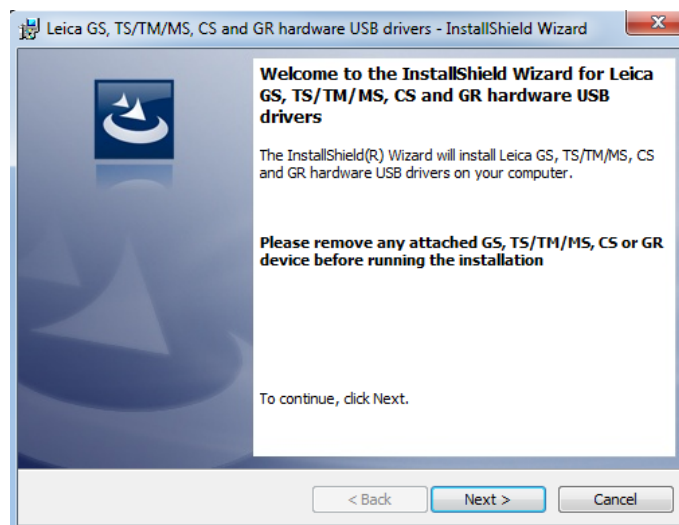 Leica GS, TS/TM/MS, CS and GR hardware USB drivers - InstallShield Wizard
Welcome to the InstallShield Wizard for Leica
GS, TS/TM/MS, CS and GR hardware USB
drivers
The InstallShield(R) Wizard will install Leica GS, TS/TM/MS, CS
and GR hardware USB drivers on your computer.
Please remove any attached GS, TS/TM/MS, CS or GR
device before running the installation
To continue, click Next.
< Back Next > Cancel